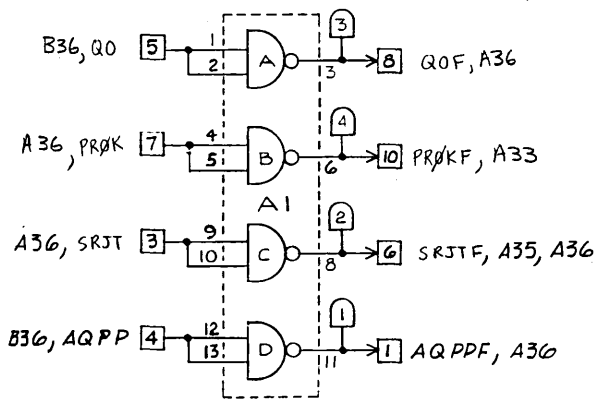 3
B36, QO 5 1 A 3 8 QOF, A36
2
4
A36, PRØK 7 4 B 6 10 PRØKF, A33
5
A1
2
A36, SRJT 3 9 C 8 6 SRJTF, A35, A36
10
1
B36, AQPP 4 12 D 11 1 AQPPF, A36
13